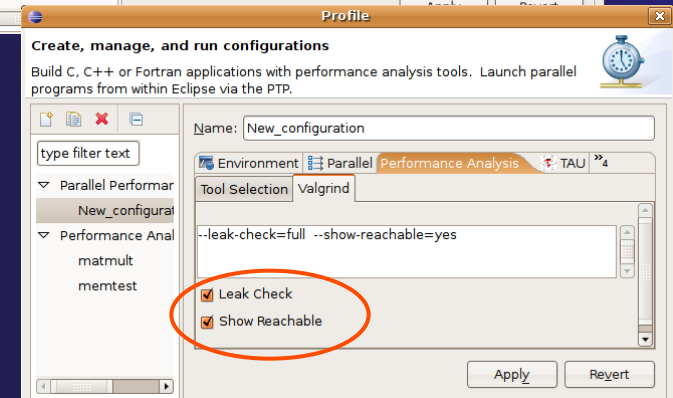 Apply
Revert
Profile
Create, manage, and run configurations
Build C, C++ or Fortran applications with performance analysis tools. Launch parallel
programs from within Eclipse via the PTP.
type filter text
Parallel Performar
New_configurat
Performance Anal
matmult
memtest
Name: New_configuration
Environment Parallel Performance Analysis TAU »4
Tool Selection Valgrind
--leak-check=full --show-reachable=yes
Leak Check
Show Reachable
Apply Revert